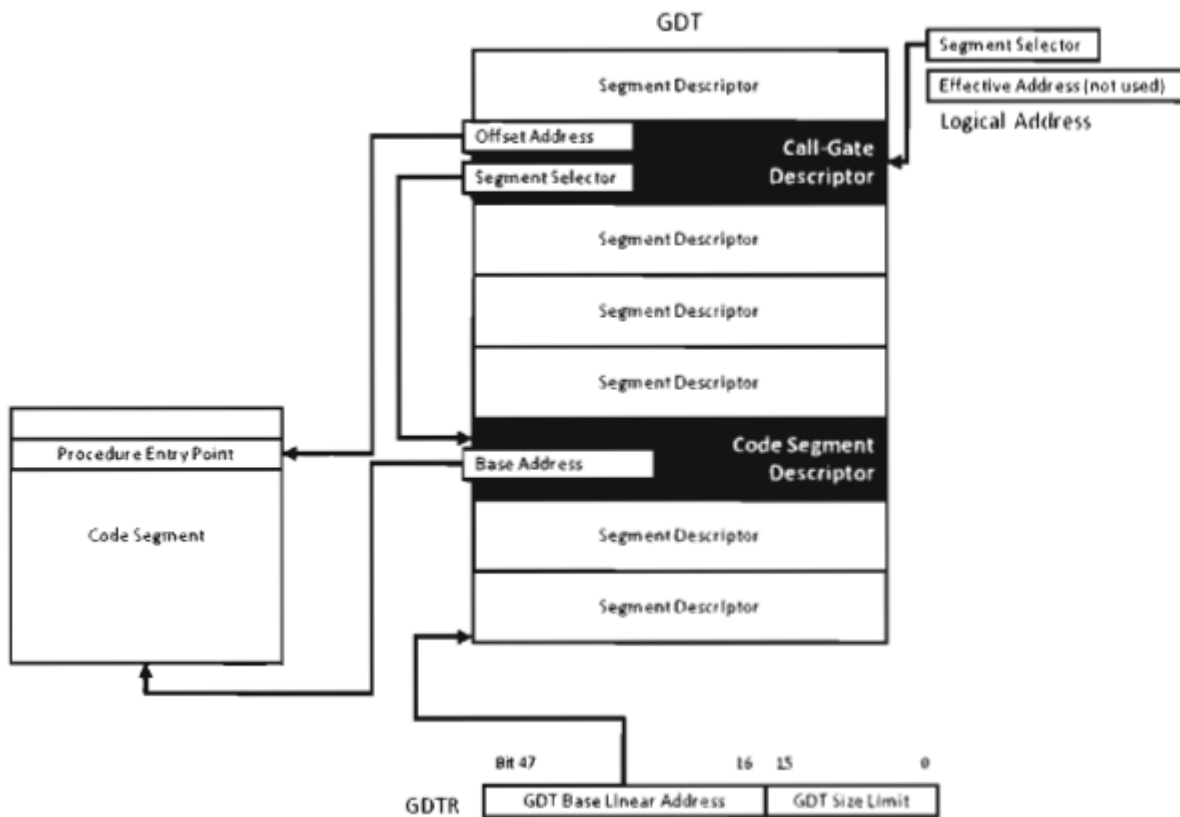 GDT
Segment Selector
Segment Descriptor
Effective Address (not used)
Logical Address
Offset Address
Call-Gate
Descriptor
Segment Selector
Segment Descriptor
Segment Descriptor
Segment Descriptor
Procedure Entry Point
Code Segment
Descriptor
Base Address
Code Segment
Segment Descriptor
Segment Descriptor
Bit 47
16
15
0
GDTR
GDT Base Linear Address
GDT Size Limit